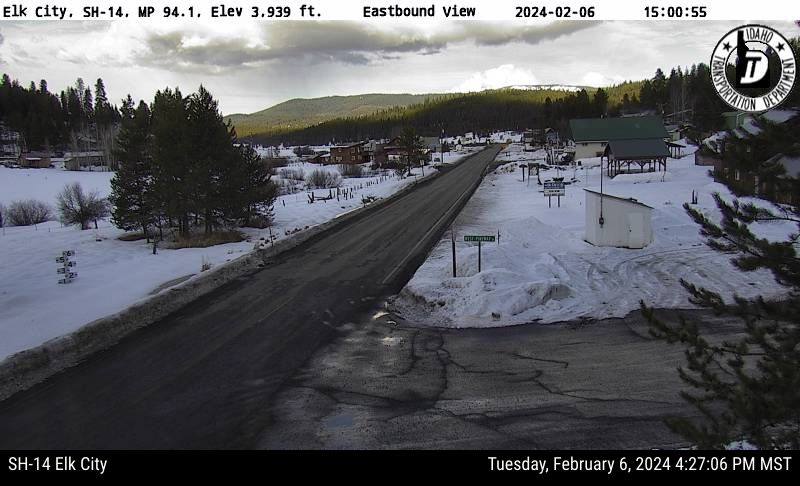 Elk City, SH-14, MP 94.1, Elev 3,939 ft. Eastbound View 2024-02-06 15:00:55
IDAHO
TRANSPORTATION DEPARTMENT
SH-14 Elk City Tuesday, February 6, 2024 4:27:06 PM MST